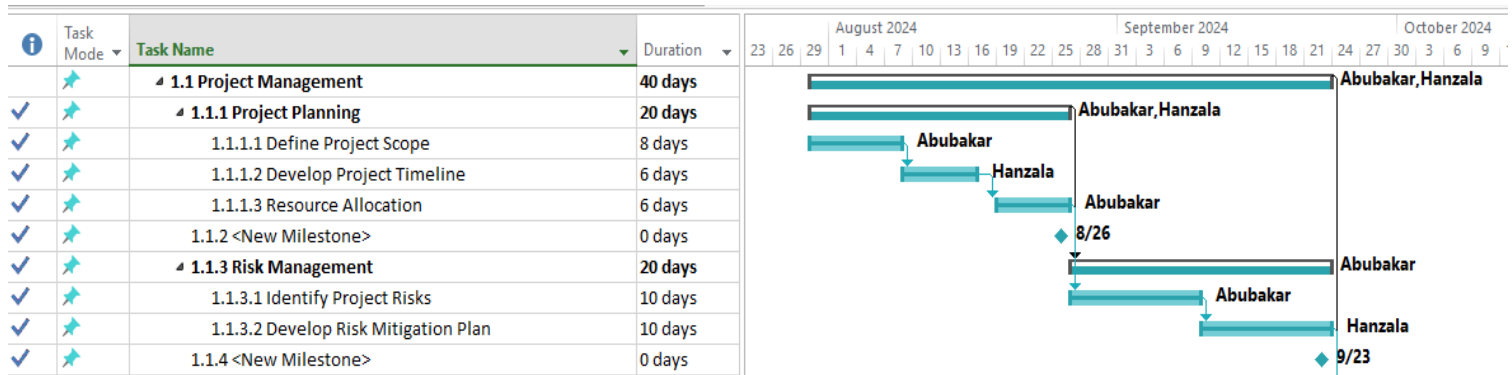 August 2024 September 2024 October 2024
Task Mode Task Name Duration 23 26 29 1 4 7 10 13 16 19 22 25 28 31 3 6 9 12 15 18 21 24 27 30 3 6 9
1.1 Project Management 40 days Abubakar,Hanzala
1.1.1 Project Planning 20 days Abubakar,Hanzala
1.1.1.1 Define Project Scope 8 days Abubakar
1.1.1.2 Develop Project Timeline 6 days Hanzala
1.1.1.3 Resource Allocation 6 days Abubakar
1.1.2 <New Milestone> 0 days 8/26
1.1.3 Risk Management 20 days Abubakar
1.1.3.1 Identify Project Risks 10 days Abubakar
1.1.3.2 Develop Risk Mitigation Plan 10 days Hanzala
1.1.4 <New Milestone> 0 days 9/23